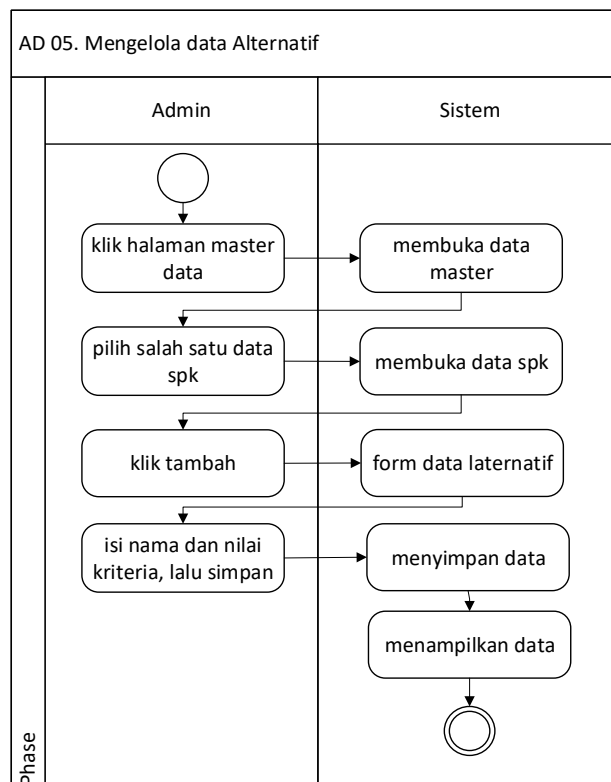 AD 05. Mengelola data Alternatif
Admin
Sistem
klik halaman master
data
membuka data
master
pilih salah satu data
spk
membuka data spk
klik tambah
form data laternatif
isi nama dan nilai
kriteria, lalu simpan
menyimpan data
menampilkan data
Phase